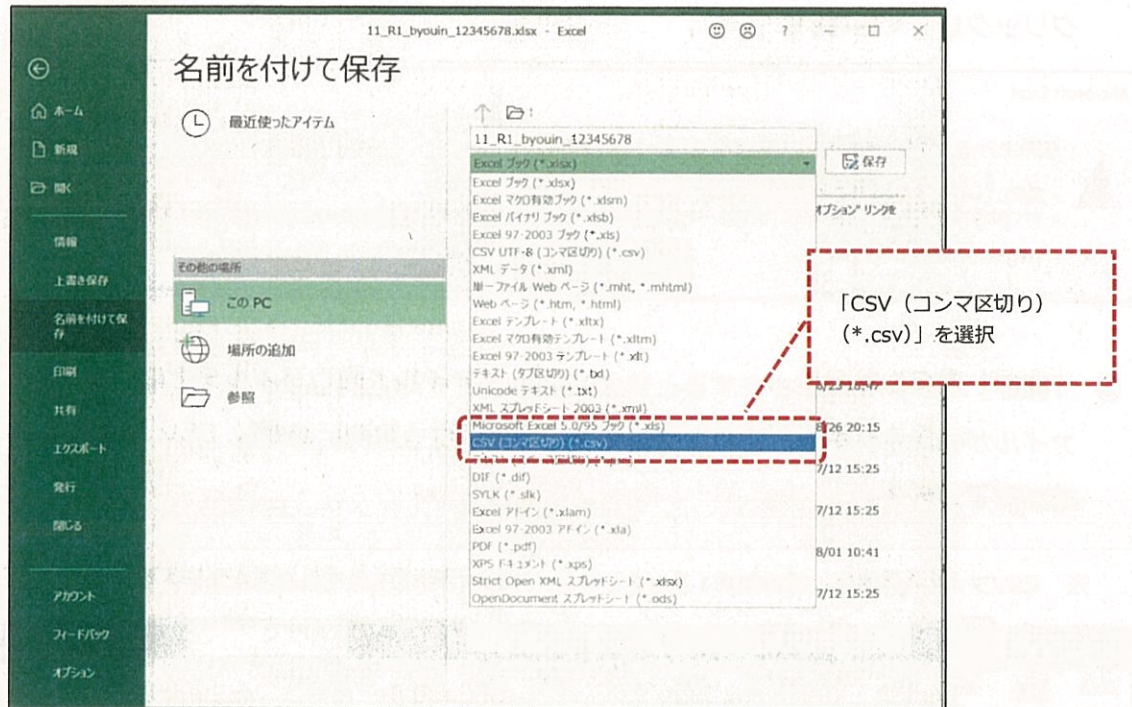 11_R1_byouin_12345678.xlsx - Excel
?
名前を付けて保存
ホーム
新規
開く
情報
上書き保存
名前を付けて保
存
印刷
共有
エクスポート
発行
閉じる
アカウント
フィードバック
オプション
最近使ったアイテム
その他の場所
この PC
場所の追加
参照
11_R1_byouin_12345678
Excel ブック (*.xlsx)
保存
Excel ブック (*.xlsx)
Excel マクロ有効ブック (*.xlsm)
Excel バイナリ ブック (*.xlsb)
Excel 97-2003 ブック (*.xls)
CSV UTF-8 (コンマ区切り) (*.csv)
XML データ (*.xml)
単一ファイル Web ページ (*.mht, *.mhtml)
Web ページ (*.htm, *.html)
Excel テンプレート (*.xltx)
Excel マクロ有効テンプレート (*.xltm)
Excel 97-2003 テンプレート (*.xlt)
テキスト (タブ区切り) (*.txt)
Unicode テキスト (*.txt)
XML スプレッドシート 2003 (*.xml)
Microsoft Excel 5.0/95 ブック (*.xls)
CSV (コンマ区切り) (*.csv)
DIF (*.dif)
SYLK (*.slk)
Excel アドイン (*.xlam)
Excel 97-2003 アドイン (*.xla)
PDF (*.pdf)
XPS ドキュメント (*.xps)
Strict Open XML スプレッドシート (*.xlsx)
OpenDocument スプレッドシート (*.ods)
オプション" リンクを
8/26 20:15
7/12 15:25
7/12 15:25
8/01 10:41
7/12 15:25
「CSV（コンマ区切り）
（*.csv）」を選択